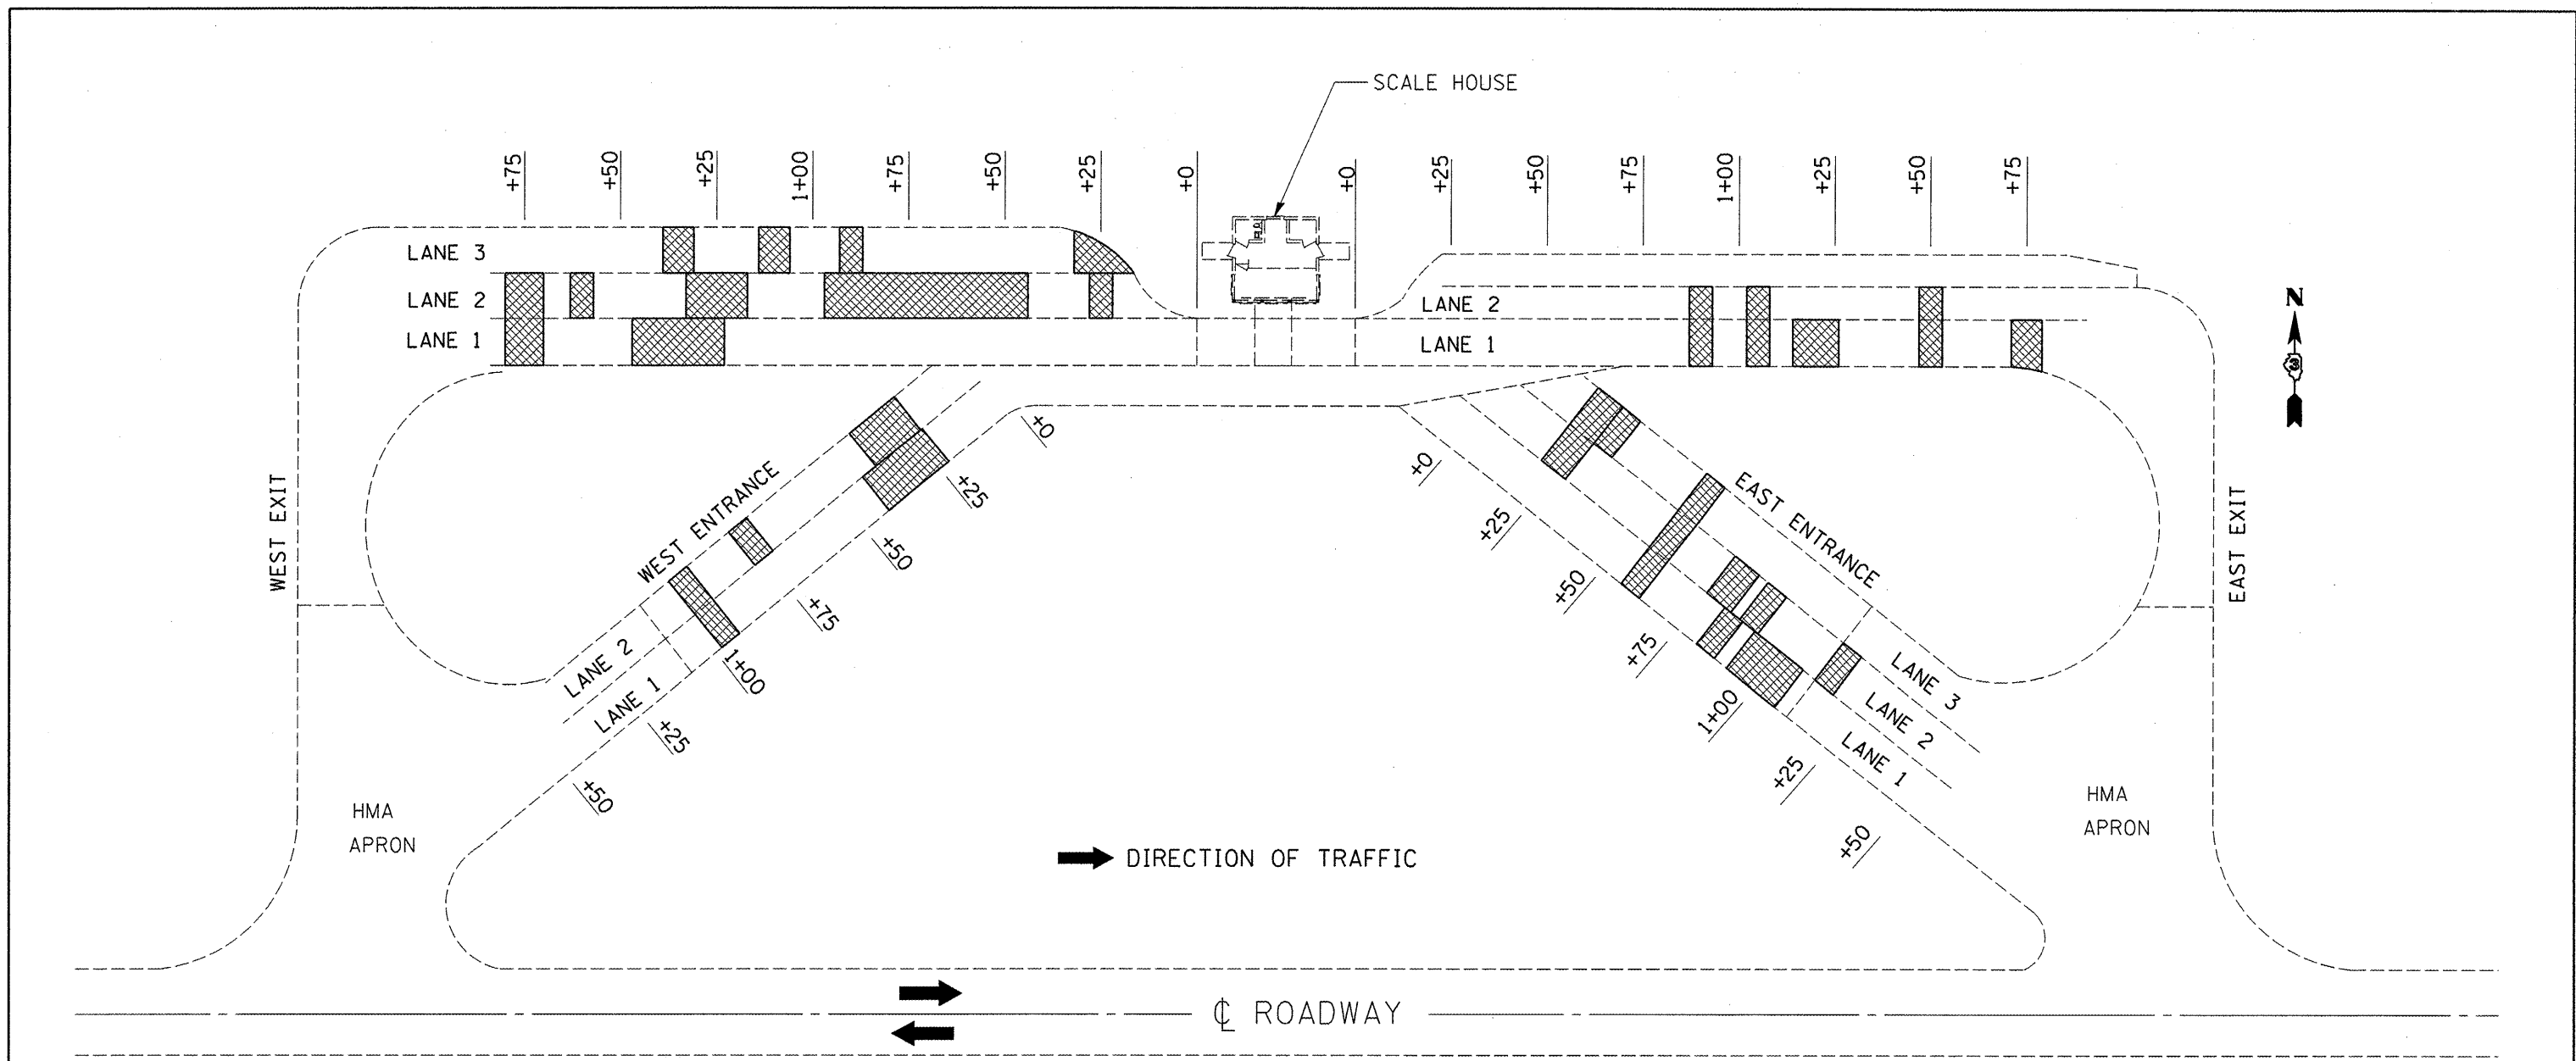 SCALE HOUSE
+75
+50
+25
1+00
+75
+50
+25
+0
+0
+25
+50
+75
1+00
+25
+50
+75
LANE 3
LANE 2
LANE 1
LANE 2
LANE 1
N
+0
+25
+50
+75
1+00
+25
+50
+0
+25
+50
+75
1+00
+25
+50
WEST ENTRANCE
EAST ENTRANCE
WEST EXIT
EAST EXIT
LANE 2
LANE 1
LANE 3
LANE 2
LANE 1
HMA
APRON
HMA
APRON
DIRECTION OF TRAFFIC
℄ ROADWAY